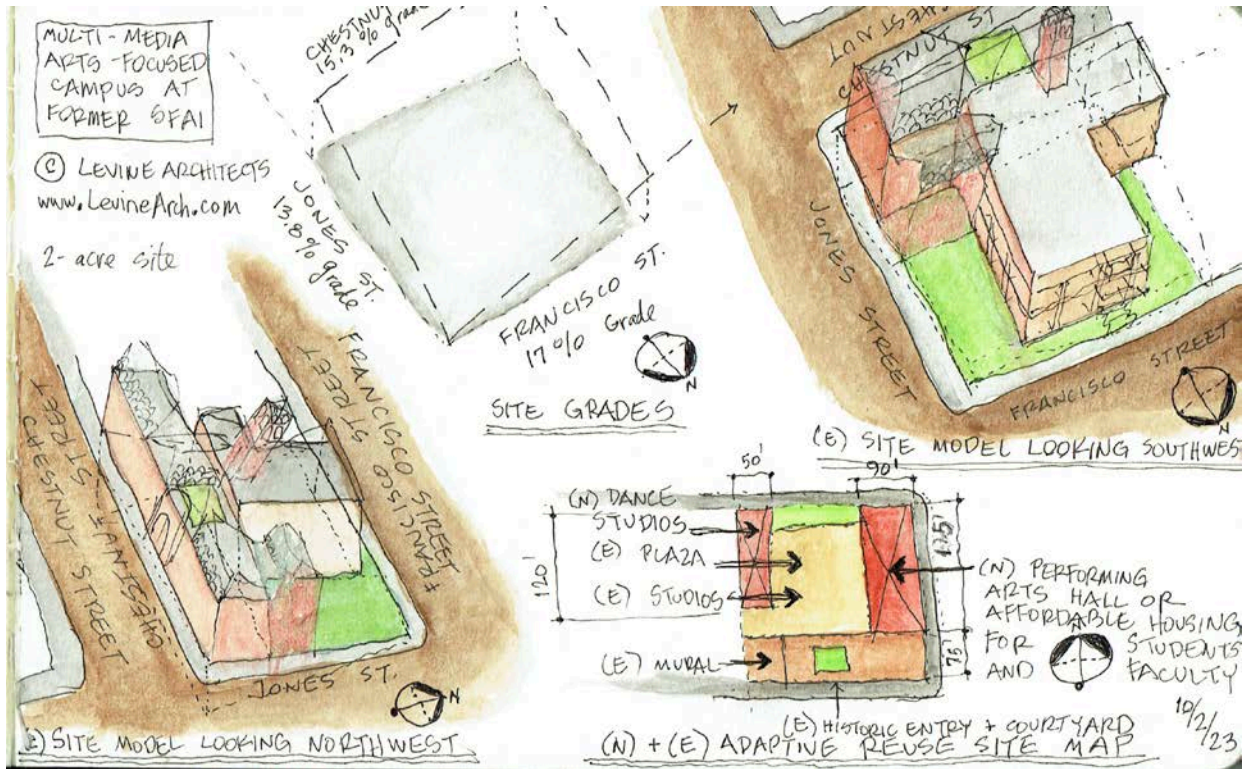 MULTI-MEDIA
ARTS-FOCUSED
CAMPUS AT
FORMER SFAI
© LEVINE ARCHITECTS
www.LevineArch.com
2-acre site
CHESTNUT
15.3% grade
JONES ST.
13.8% grade
FRANCISCO ST.
17% Grade
N
SITE GRADES
CHESTNUT
CHESTNUT ST
JONES STREET
FRANCISCO STREET
N
(E) SITE MODEL LOOKING SOUTHWES
CHESTNUT STREET
CHESTNUT STREET
FRANCISCO STREET
FRANCISCO STREET
JONES ST.
N
(E) SITE MODEL LOOKING NORTHWEST
50'
90'
120'
75'
(N) DANCE
STUDIOS
(E) PLAZA
(E) STUDIOS
(E) MURAL
(N) PERFORMING
ARTS HALL OR
AFFORDABLE HOUSING
FOR STUDENTS
AND FACULTY
(E) HISTORIC ENTRY + COURTYARD
(N) + (E) ADAPTIVE REUSE SITE MAP
10/2/23